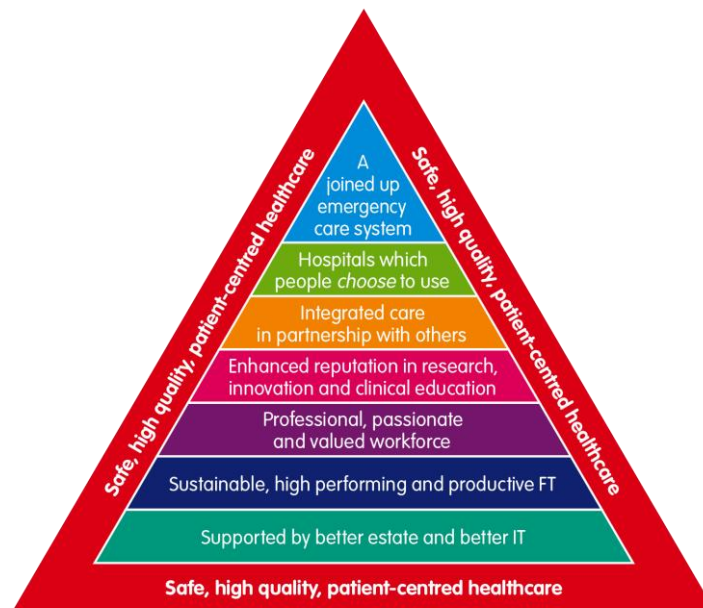 Safe, high quality, patient-centred healthcare
Safe, high quality, patient-centred healthcare
A
joined up
emergency
care system
Hospitals which
people choose to use
Integrated care
in partnership with others
Enhanced reputation in research,
innovation and clinical education
Professional, passionate
and valued workforce
Sustainable, high performing and productive FT
Supported by better estate and better IT
Safe, high quality, patient-centred healthcare